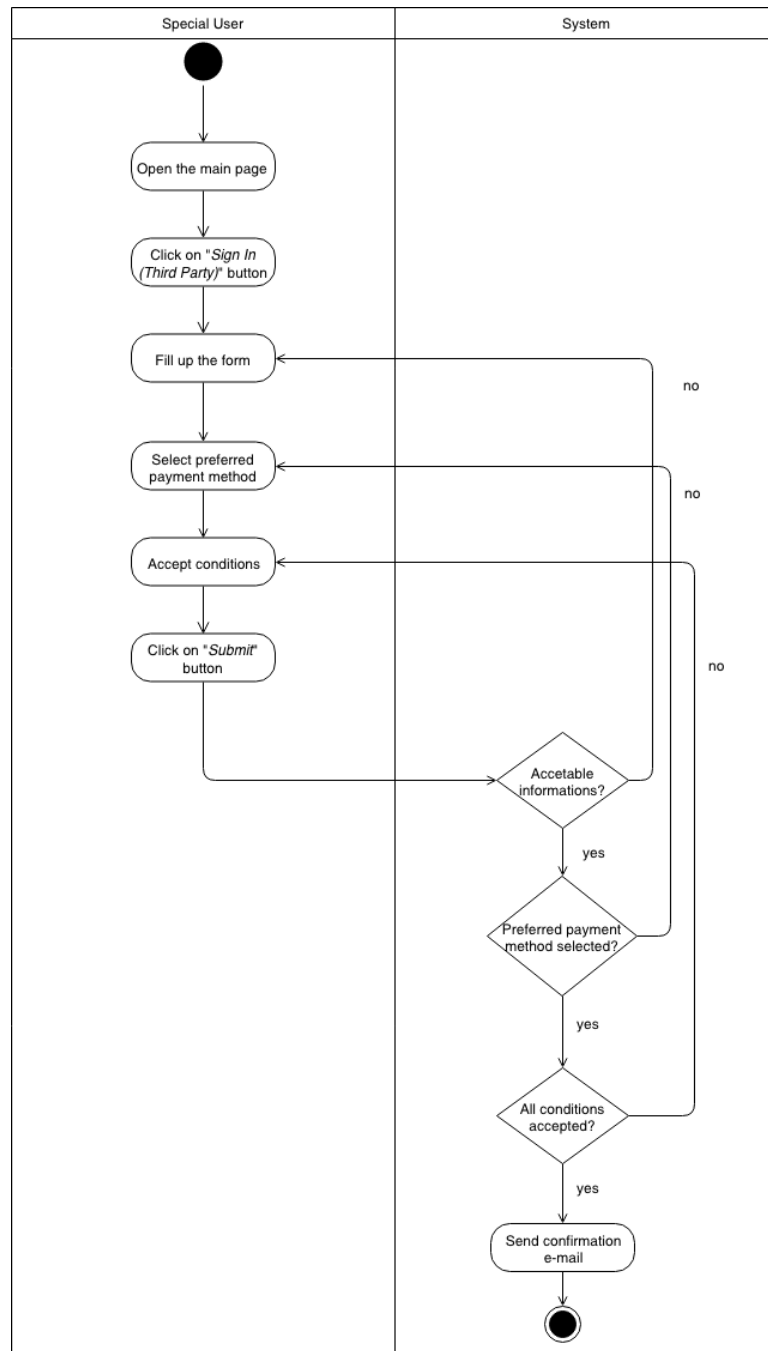 Special User
System
Open the main page
Click on "Sign In
(Third Party)" button
Fill up the form
no
Select preferred
payment method
no
Accept conditions
Click on "Submit"
button
no
Accetable
informations?
yes
Preferred payment
method selected?
yes
All conditions
accepted?
yes
Send confirmation
e-mail